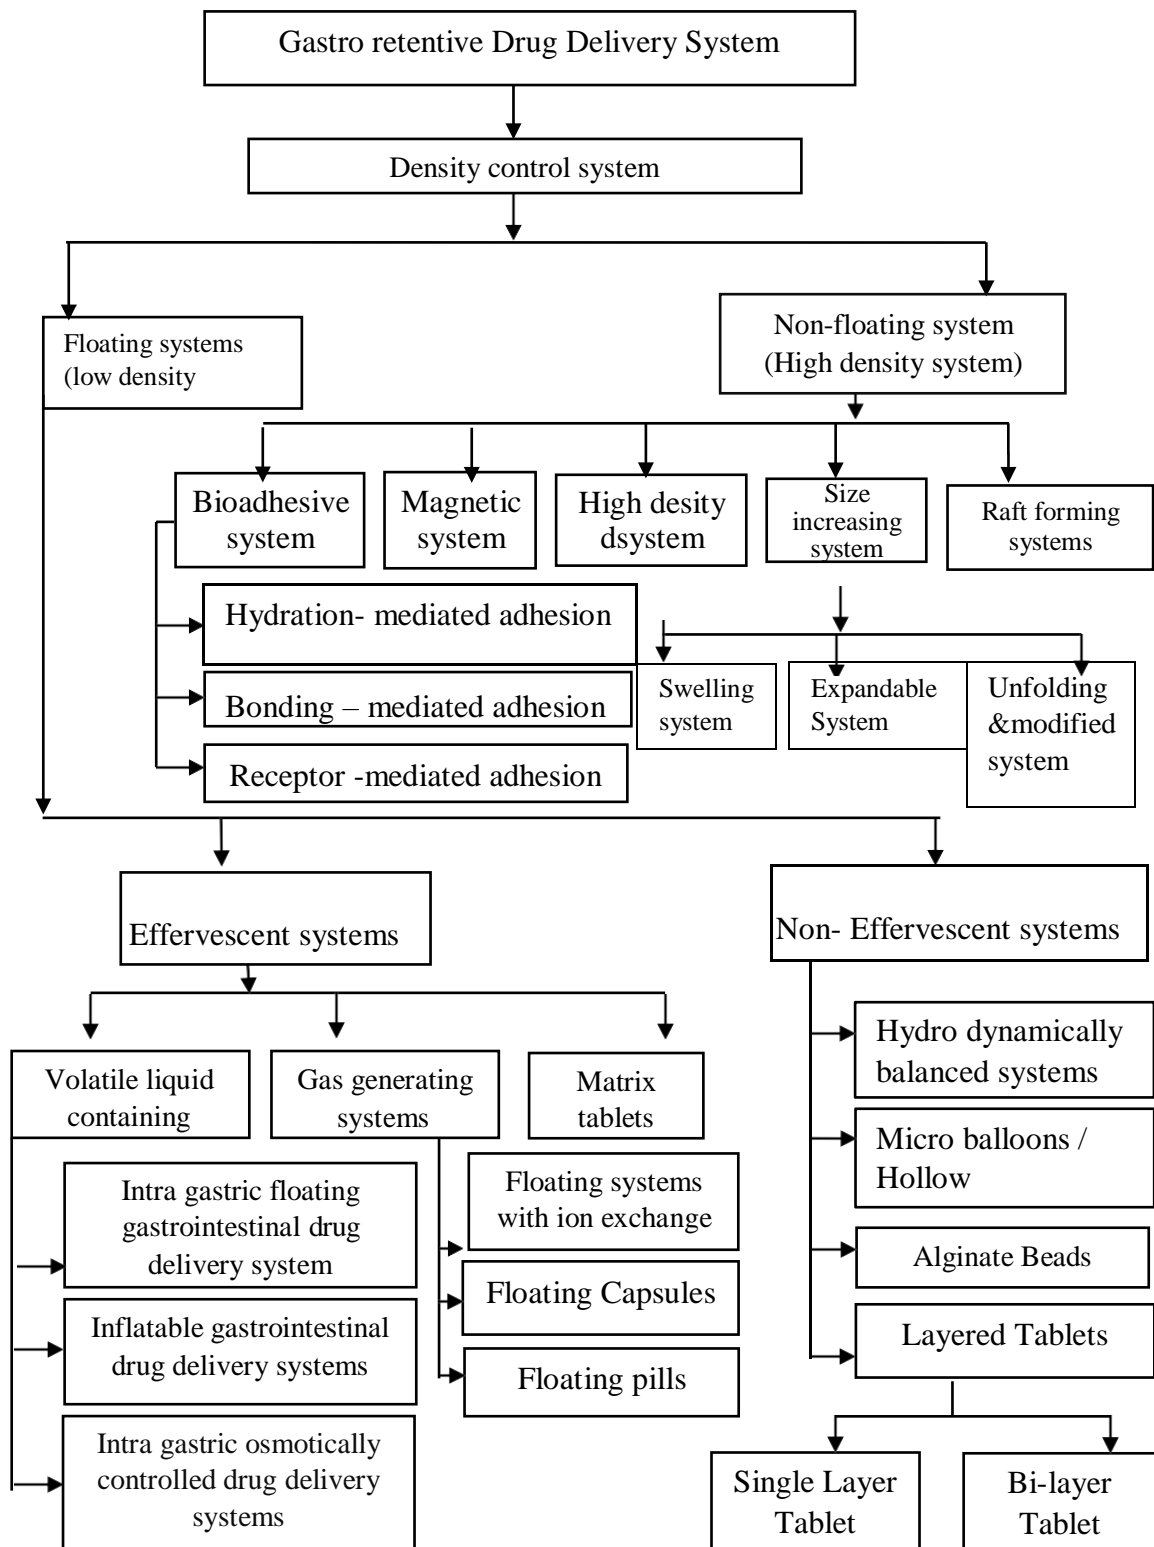 Gastro retentive Drug Delivery System
Density control system
Floating systems
(low density
Non-floating system
(High density system)
Bioadhesive
system
Magnetic
system
High desity
dsystem
Size
increasing
system
Raft forming
systems
Hydration- mediated adhesion
Bonding – mediated adhesion
Receptor -mediated adhesion
Swelling
system
Expandable
System
Unfolding
&modified
system
Effervescent systems
Non- Effervescent systems
Volatile liquid
containing
Gas generating
systems
Matrix
tablets
Intra gastric floating
gastrointestinal drug
delivery system
Inflatable gastrointestinal
drug delivery systems
Intra gastric osmotically
controlled drug delivery
systems
Floating systems
with ion exchange
Floating Capsules
Floating pills
Hydro dynamically
balanced systems
Micro balloons /
Hollow
Alginate Beads
Layered Tablets
Single Layer
Tablet
Bi-layer
Tablet